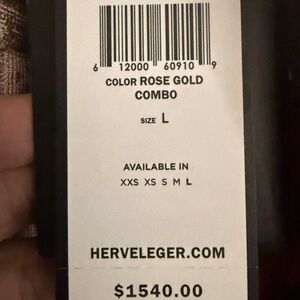 6 12000 60910 9
COLOR ROSE GOLD
COMBO
SIZE L
AVAILABLE IN
XXS XS S M L
HERVELEGER.COM
$1540.00